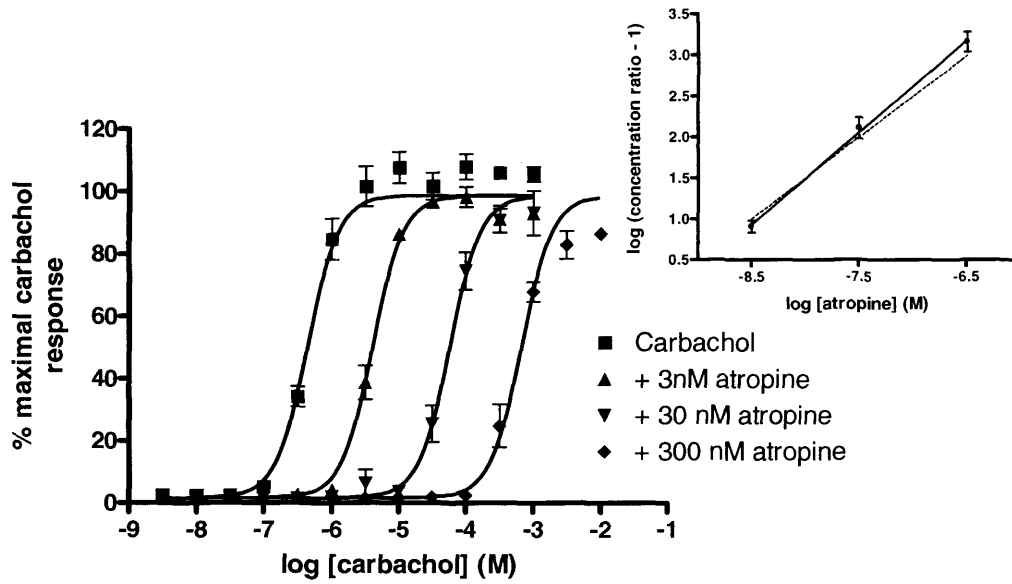 120
100
80
60
40
20
0
% maximal carbachol
response
-9 -8 -7 -6 -5 -4 -3 -2 -1
log [carbachol] (M)
3.5
3.0
2.5
2.0
1.5
1.0
0.5
log (concentration ratio - 1)
-8.5 -7.5 -6.5
log [atropine] (M)
Carbachol
+ 3nM atropine
+ 30 nM atropine
+ 300 nM atropine